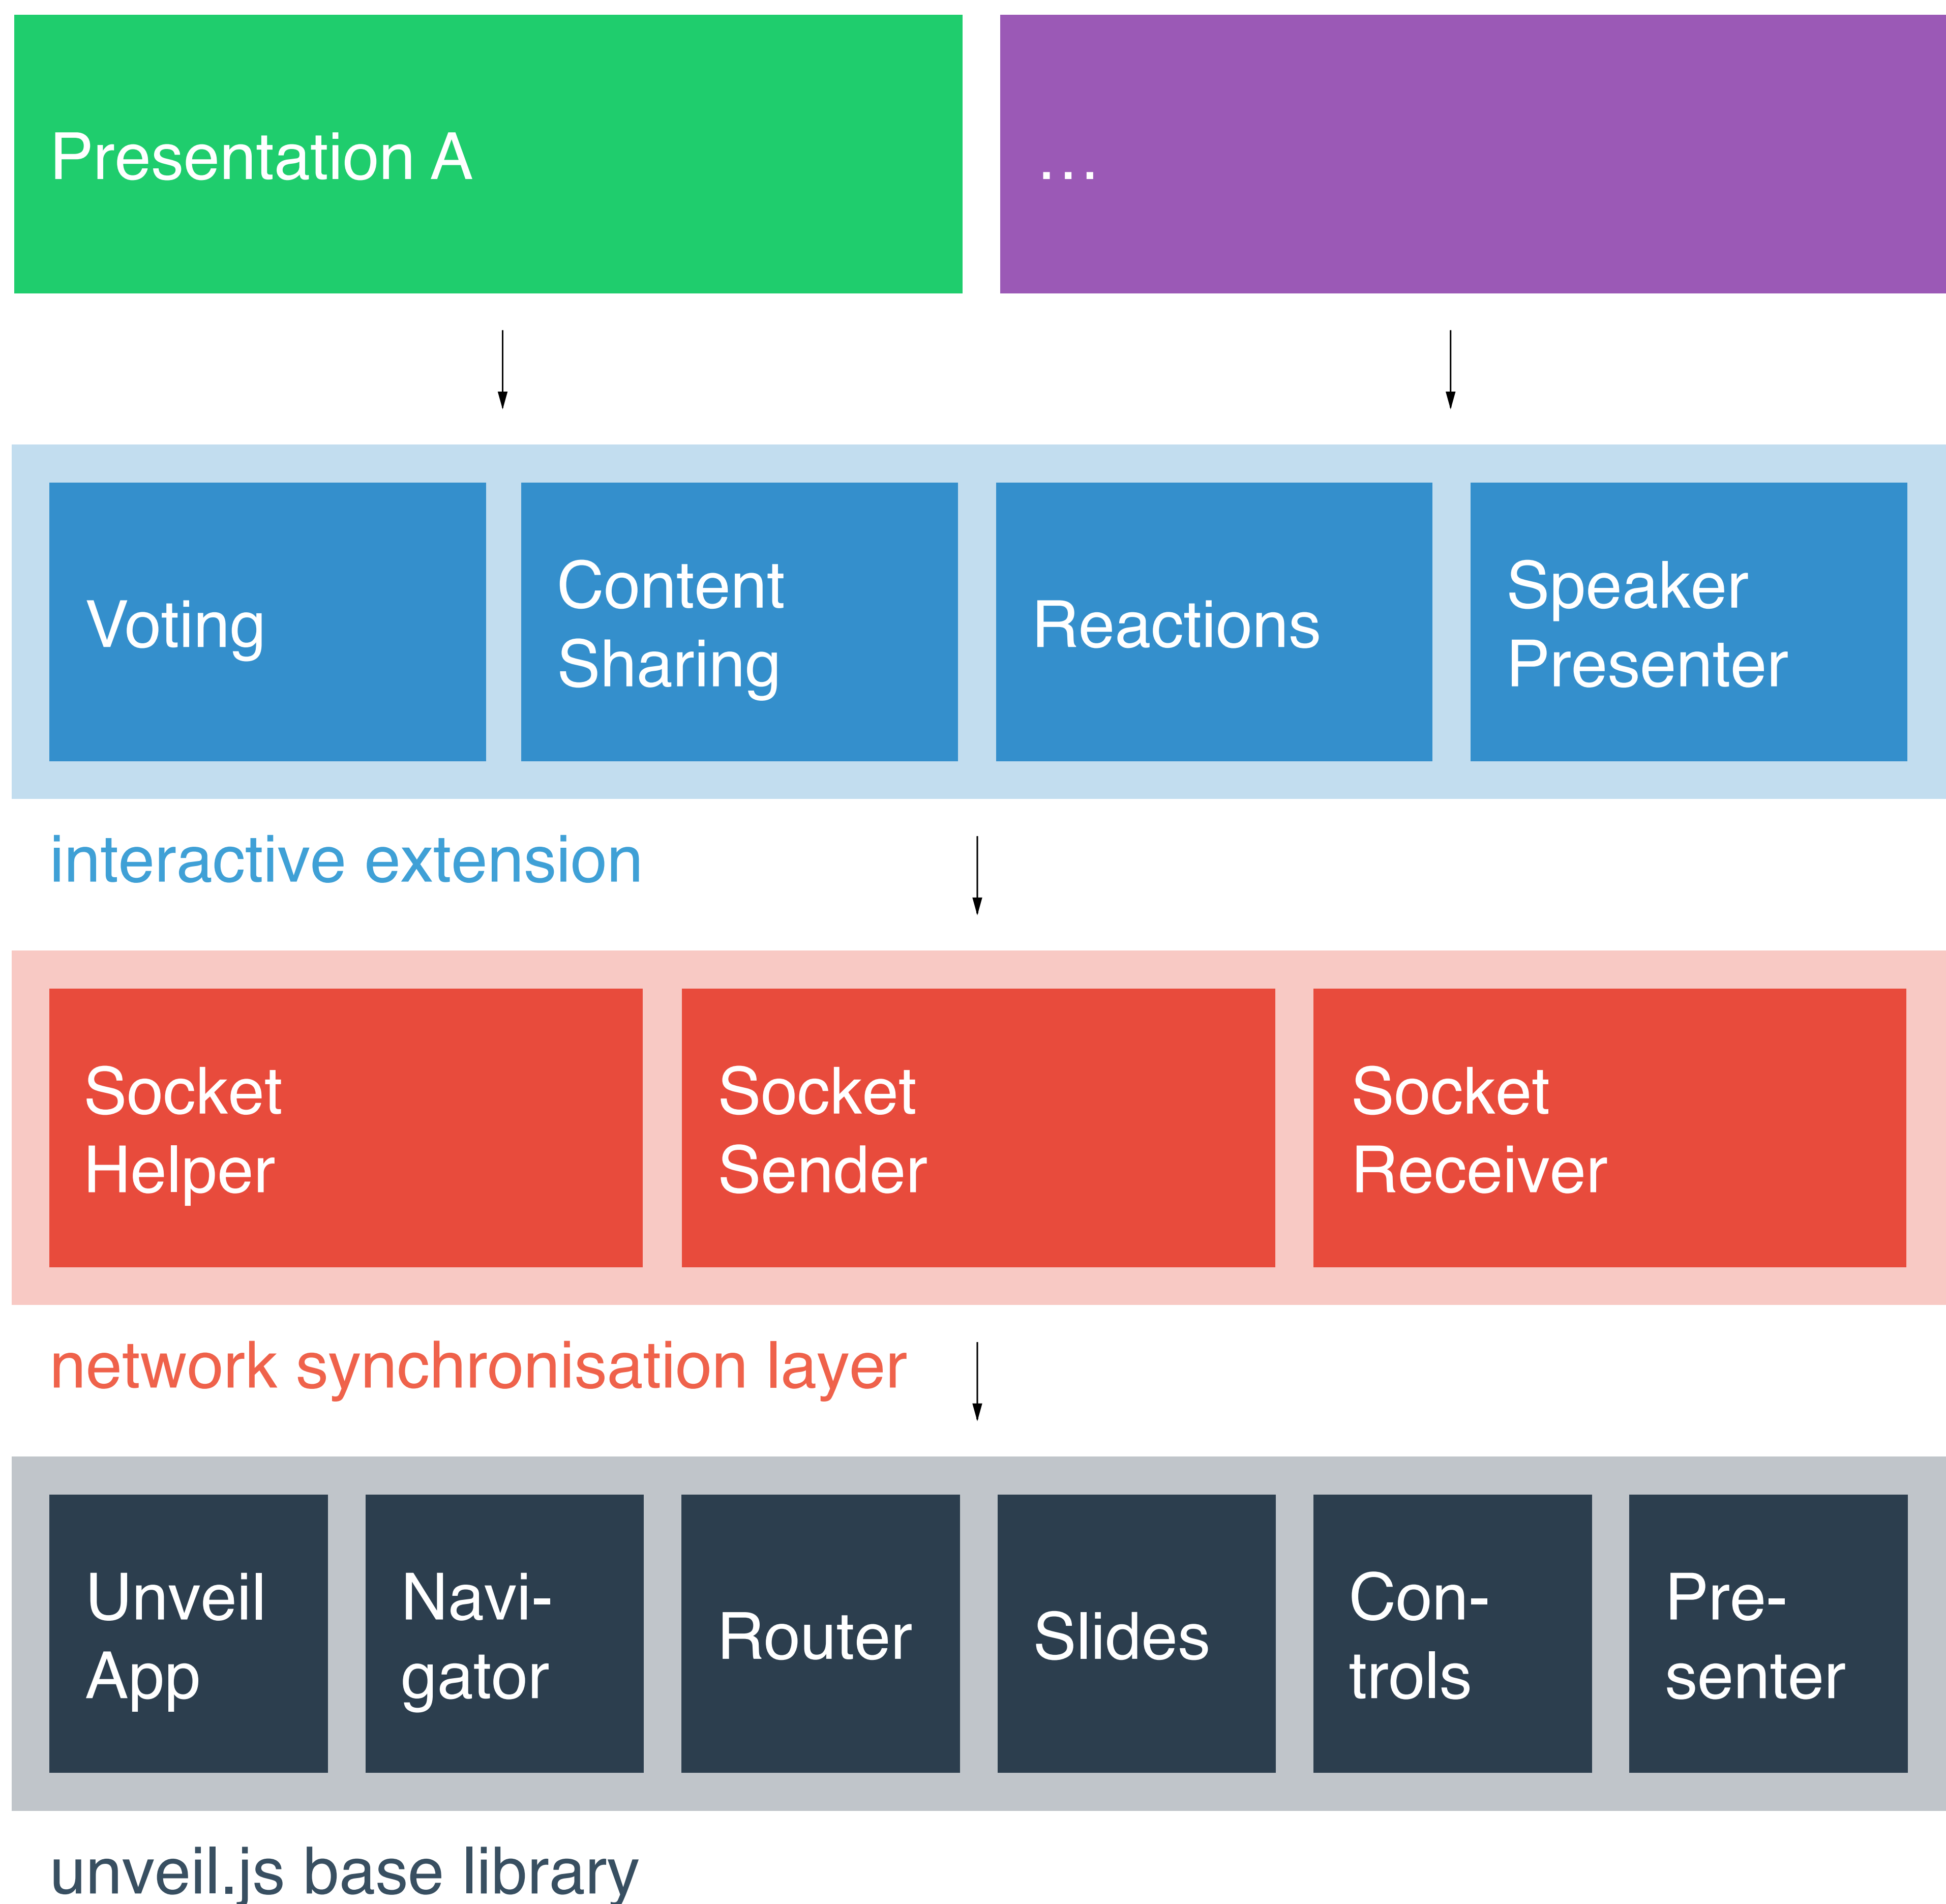 Presentation A
...
Voting
Content
Sharing
Reactions
Speaker
Presenter
interactive extension
Socket
Helper
Socket
Sender
Socket
Receiver
network synchronisation layer
Unveil
App
Navi-
gator
Router
Slides
Con-
trols
Pre-
senter
unveil.js base library